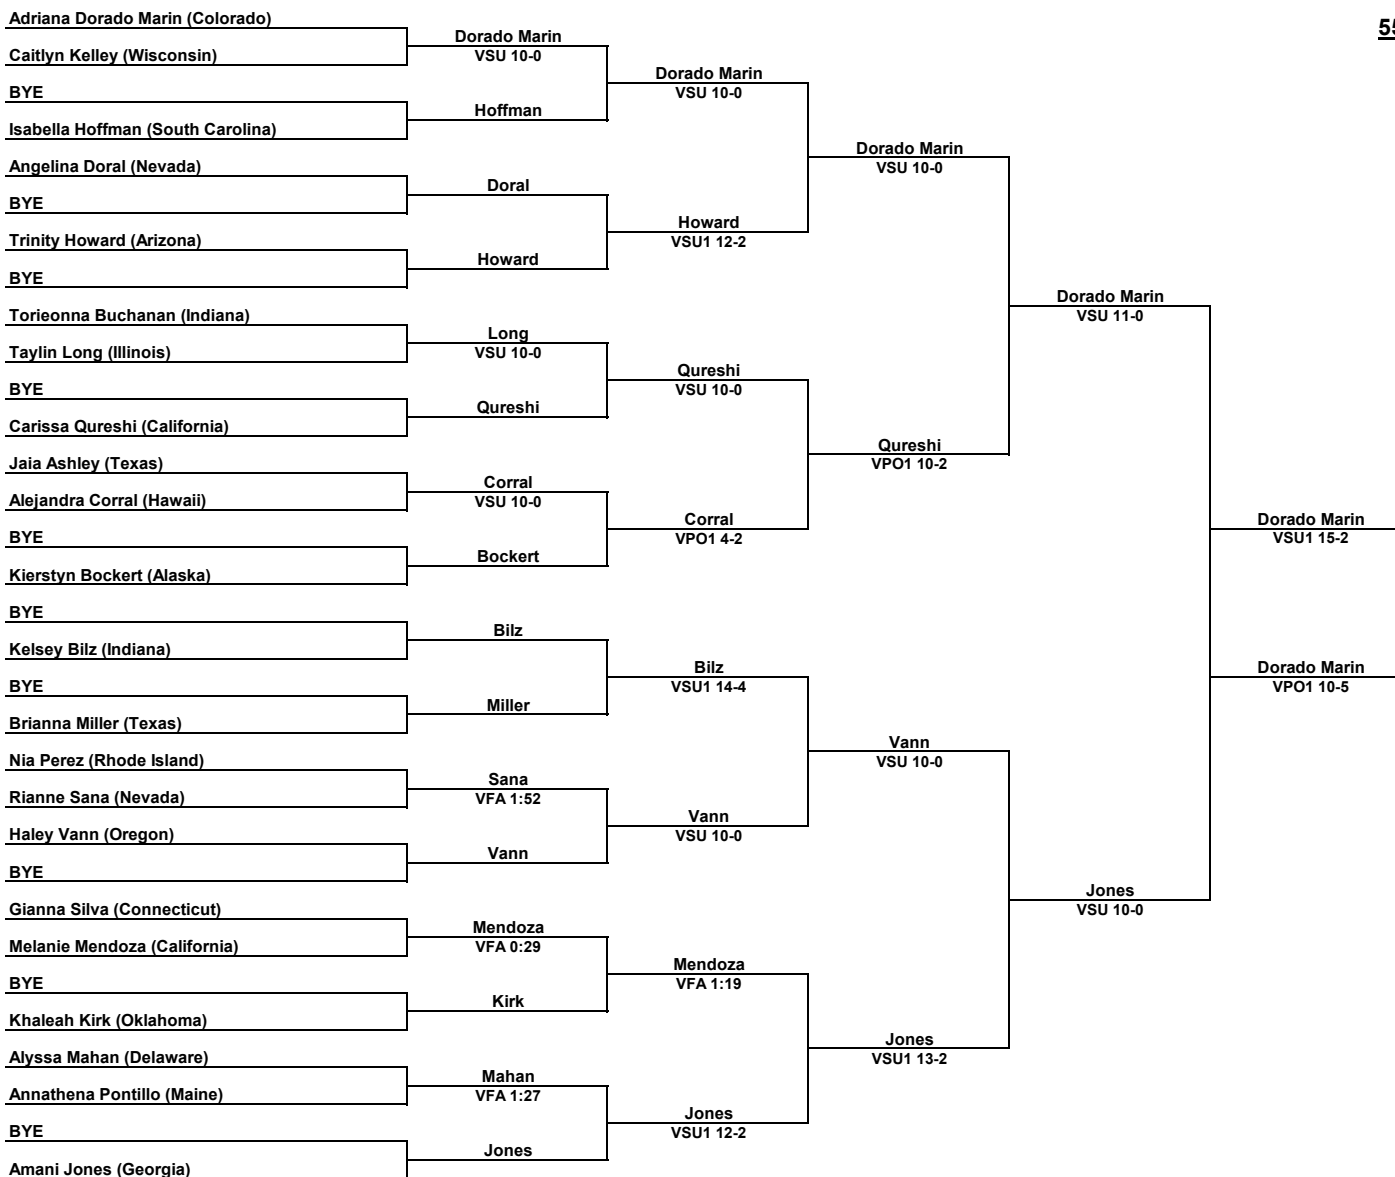 Adriana Dorado Marin (Colorado)
Caitlyn Kelley (Wisconsin)
BYE
Isabella Hoffman (South Carolina)
Angelina Doral (Nevada)
BYE
Trinity Howard (Arizona)
BYE
Torieonna Buchanan (Indiana)
Taylin Long (Illinois)
BYE
Carissa Qureshi (California)
Jaia Ashley (Texas)
Alejandra Corral (Hawaii)
BYE
Kierstyn Bockert (Alaska)
BYE
Kelsey Bilz (Indiana)
BYE
Brianna Miller (Texas)
Nia Perez (Rhode Island)
Rianne Sana (Nevada)
Haley Vann (Oregon)
BYE
Gianna Silva (Connecticut)
Melanie Mendoza (California)
BYE
Khaleah Kirk (Oklahoma)
Alyssa Mahan (Delaware)
Annathena Pontillo (Maine)
BYE
Amani Jones (Georgia)
Dorado Marin
VSU 10-0
Hoffman
Doral
Howard
Long
VSU 10-0
Qureshi
Corral
VSU 10-0
Bockert
Bilz
Miller
Sana
VFA 1:52
Vann
Mendoza
VFA 0:29
Kirk
Mahan
VFA 1:27
Jones
Dorado Marin
VSU 10-0
Howard
VSU1 12-2
Qureshi
VSU 10-0
Corral
VPO1 4-2
Bilz
VSU1 14-4
Vann
VSU 10-0
Mendoza
VFA 1:19
Jones
VSU1 12-2
Dorado Marin
VSU 10-0
Qureshi
VPO1 10-2
Vann
VSU 10-0
Jones
VSU1 13-2
Dorado Marin
VSU 11-0
Jones
VSU 10-0
Dorado Marin
VSU1 15-2
Dorado Marin
VPO1 10-5